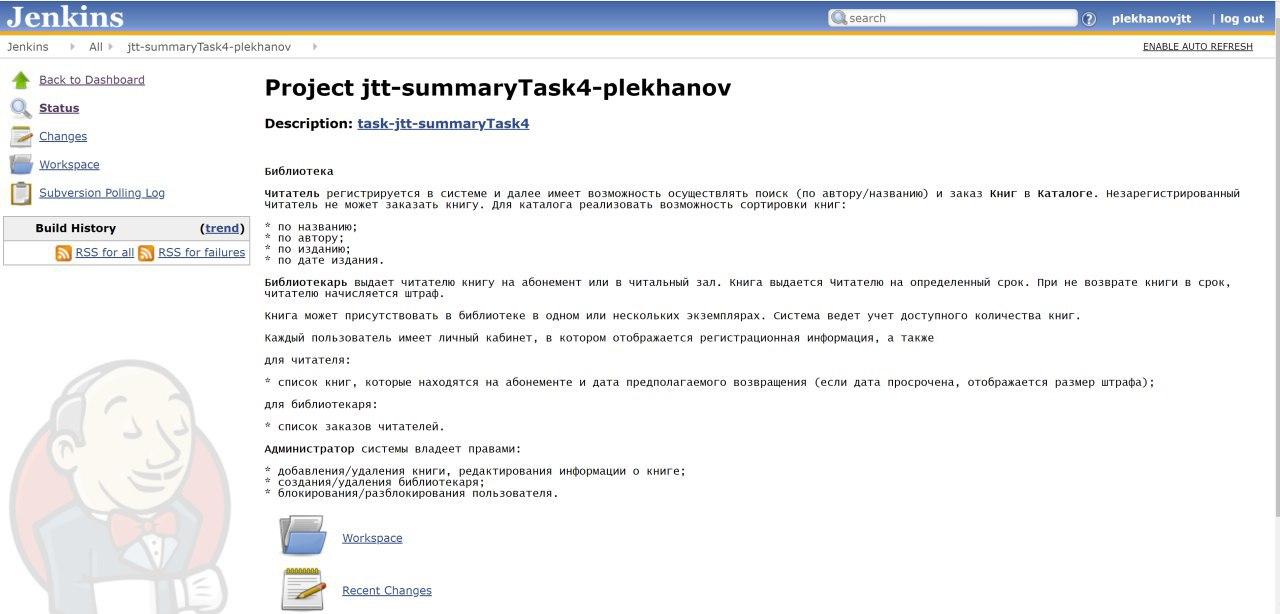 Jenkins
search
plekhanovjtt
| log out
Jenkins
All
jtt-summaryTask4-plekhanov
ENABLE AUTO REFRESH
Back to Dashboard
Status
Changes
Workspace
Subversion Polling Log
Build History (trend)
RSS for all RSS for failures
Project jtt-summaryTask4-plekhanov
Description: task-jtt-summaryTask4
Библиотека
Читатель регистрируется в системе и далее имеет возможность осуществлять поиск (по автору/названию) и заказ Книг в Каталоге. Незарегистрированный
Читатель не может заказать книгу. Для каталога реализовать возможность сортировки книг:
* по названию;
* по автору;
* по изданию;
* по дате издания.
Библиотекарь выдает читателю книгу на абонемент или в читальный зал. Книга выдается Читателю на определенный срок. При не возврате книги в срок,
читателю начисляется штраф.
Книга может присутствовать в библиотеке в одном или нескольких экземплярах. Система ведет учет доступного количества книг.
Каждый пользователь имеет личный кабинет, в котором отображается регистрационная информация, а также
для читателя:
* список книг, которые находятся на абонементе и дата предполагаемого возвращения (если дата просрочена, отображается размер штрафа);
для библиотекаря:
* список заказов читателей.
Администратор системы владеет правами:
* добавления/удаления книги, редактирования информации о книге;
* создания/удаления библиотекаря;
* блокирования/разблокирования пользователя.
Workspace
Recent Changes